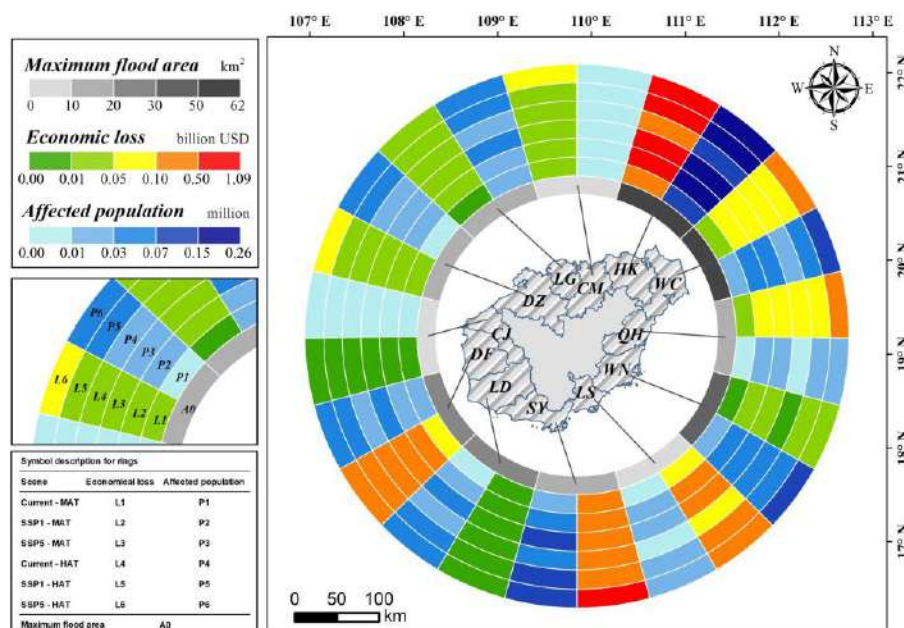 107° E 108° E 109° E 110° E 111° E 112° E 113° E
Maximum flood area km²
0 10 20 30 50 62
Economic loss billion USD
0.00 0.01 0.05 0.10 0.50 1.09
Affected population million
0.00 0.01 0.03 0.07 0.15 0.26
P6 P5 P4 P3 P2 P1
L6 L5 L4 L3 L2 L1 A0
Symbol description for rings
Scene Economical loss Affected population
Current - MAT L1 P1
SSP1 - MAT L2 P2
SSP5 - MAT L3 P3
Current - HAT L4 P4
SSP1 - HAT L5 P5
SSP5 - HAT L6 P6
Maximum flood area A0
N
W E
S
HK
LG
CM
WC
DZ
CJ
QH
DF
WN
LD
LS
SY
22° N
21° N
20° N
19° N
18° N
17° N
0 50 100
km